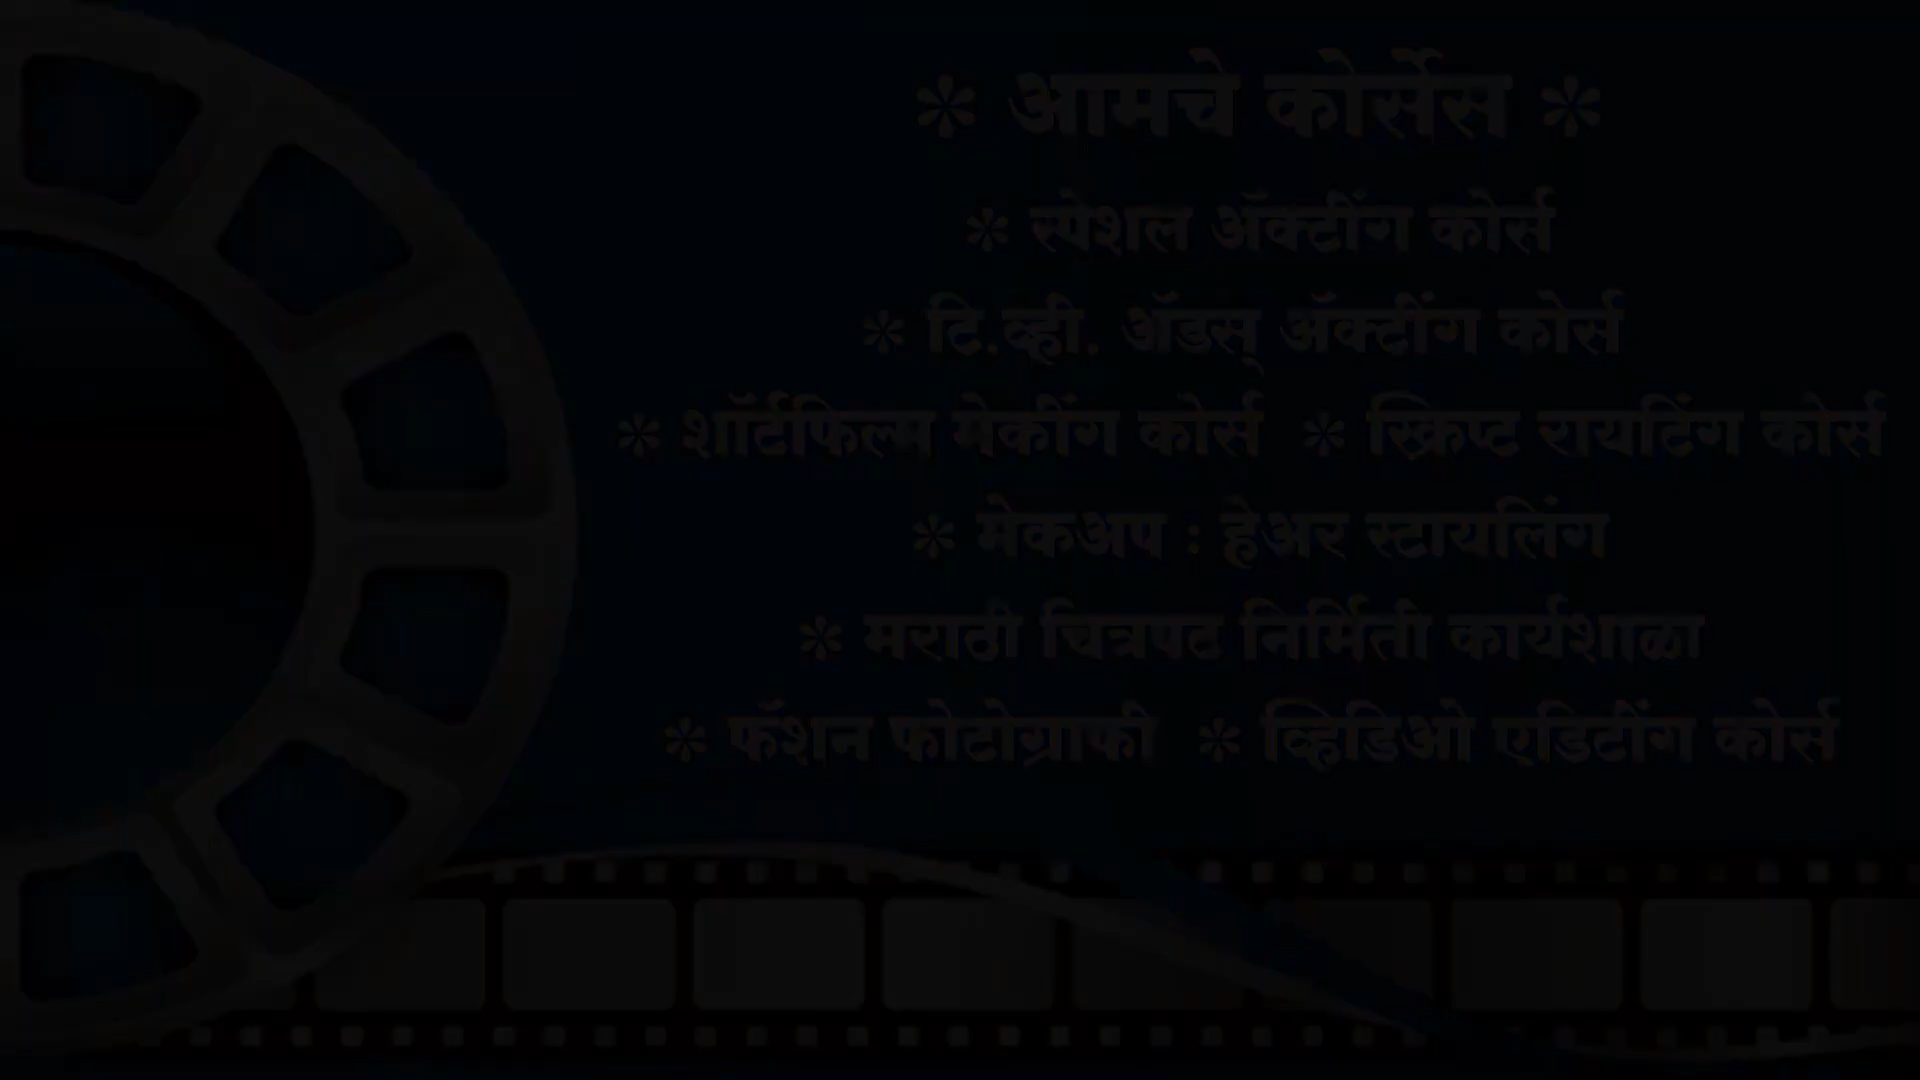 * आमचे कोर्सेस *
* स्पेशल ॲक्टींग कोर्स
* टि.व्ही. ॲडस् ॲक्टींग कोर्स
* शॉर्टफिल्म मेकींग कोर्स * स्क्रिप्ट रायटिंग कोर्स
* मेकअप : हेअर स्टायलिंग
* मराठी चित्रपट निर्मिती कार्यशाळा
* फॅशन फोटोग्राफी * व्हिडिओ एडिटींग कोर्स